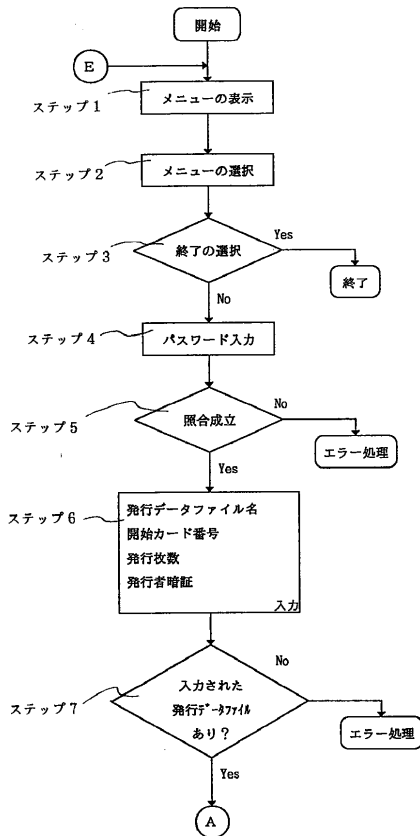 開始
E
ステップ1
メニューの表示
ステップ2
メニューの選択
ステップ3
終了の選択
Yes
終了
No
ステップ4
パスワード入力
ステップ5
照合成立
No
エラー処理
Yes
ステップ6
発行データファイル名
開始カード番号
発行枚数
発行者暗証
入力
ステップ7
入力された
発行ﾃﾞｰﾀﾌｧｲﾙ
あり？
No
エラー処理
Yes
A